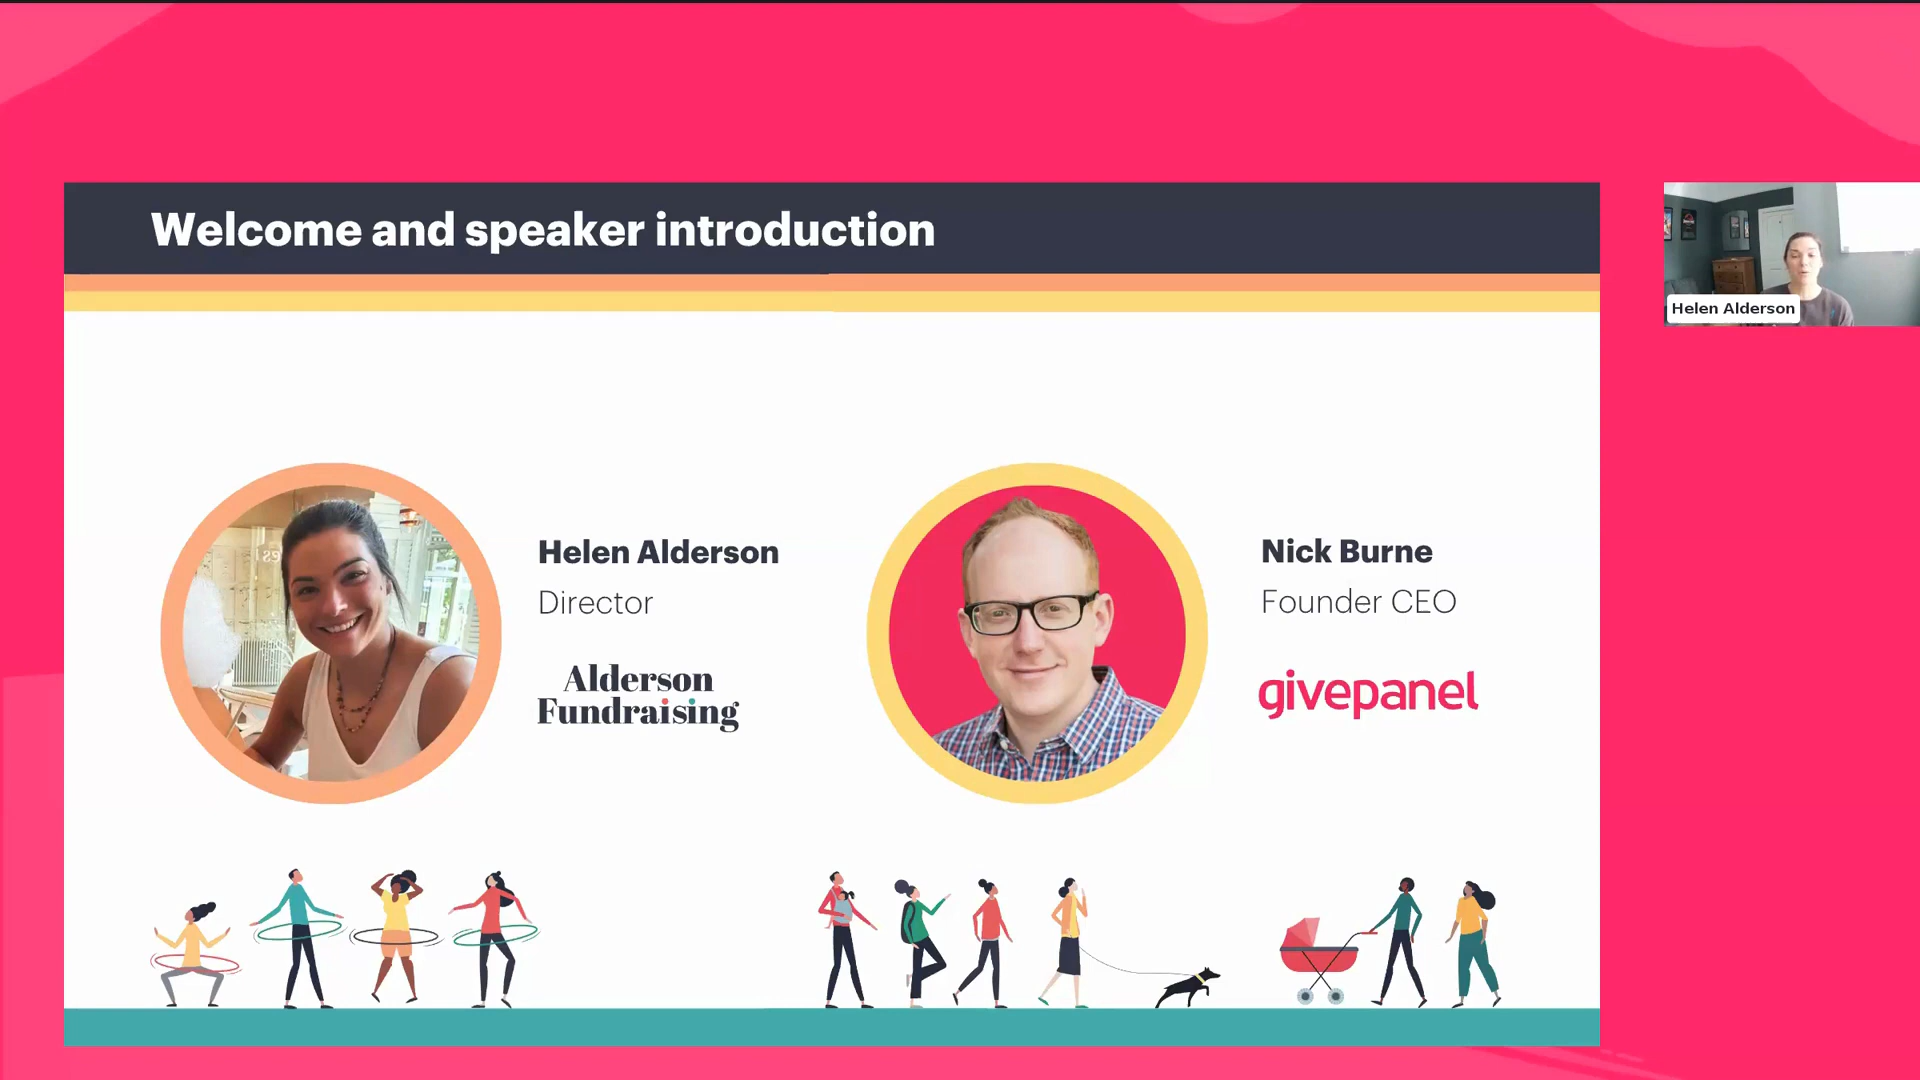 Welcome and speaker introduction
Helen Alderson
Helen Alderson
Director
Alderson
Fundraising
Nick Burne
Founder CEO
givepanel